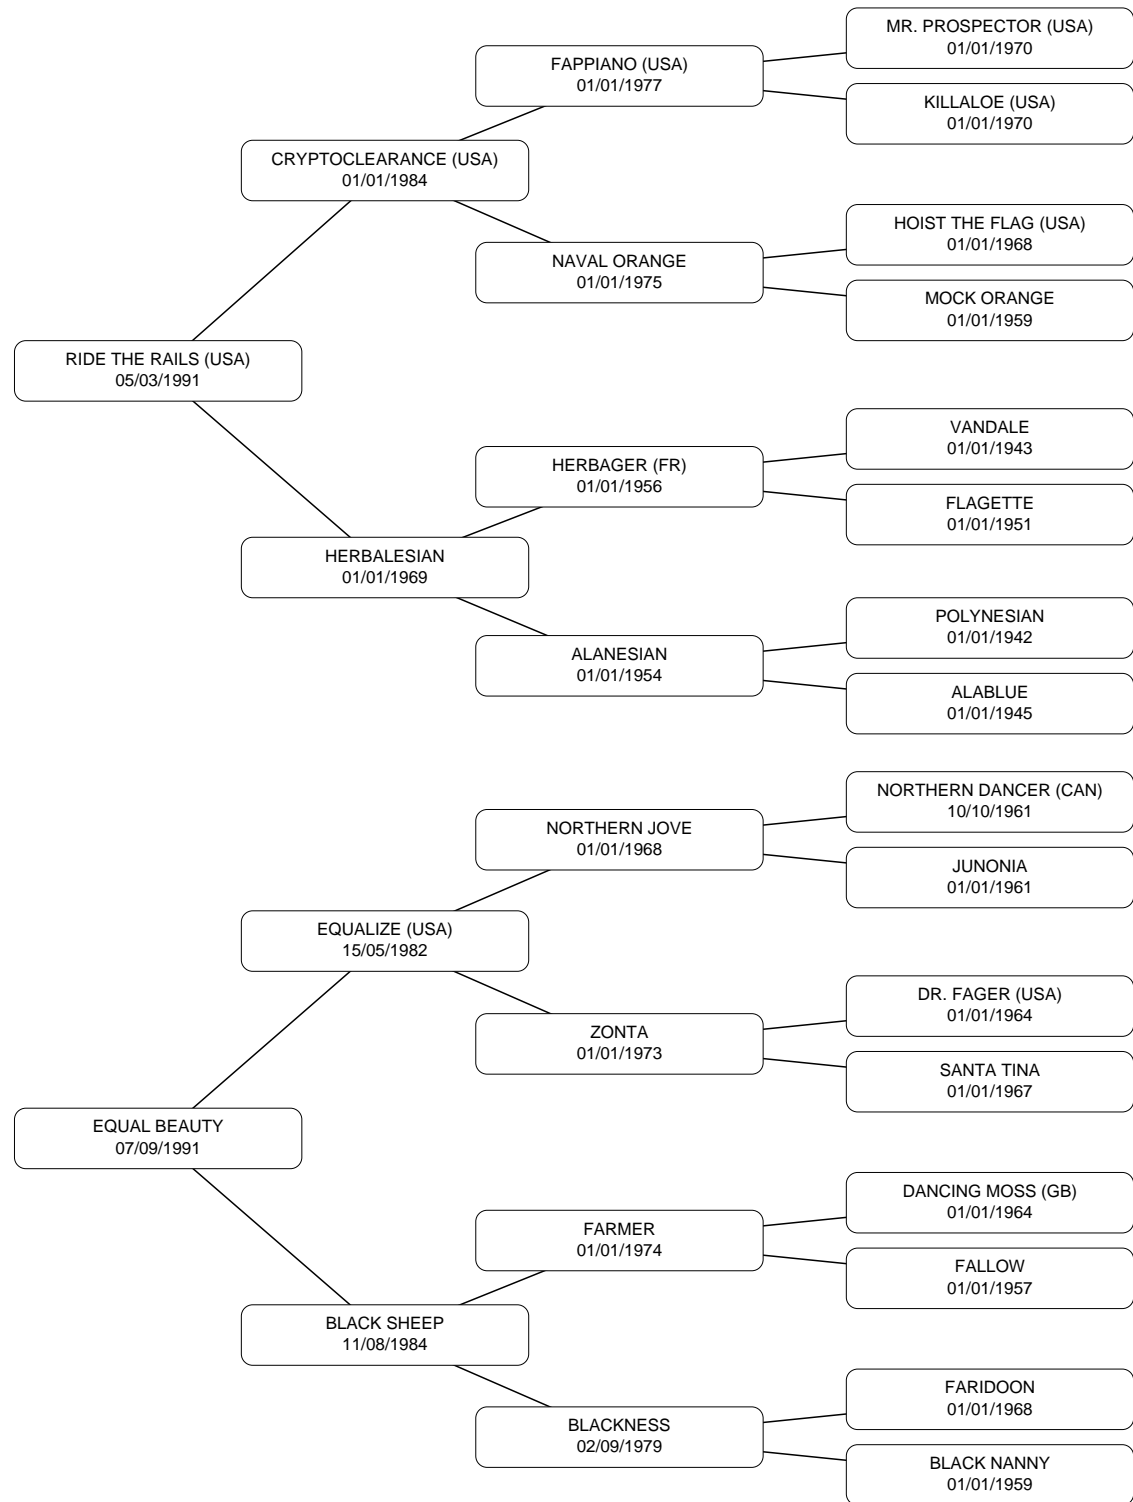 MR. PROSPECTOR (USA)
01/01/1970
FAPPIANO (USA)
01/01/1977
KILLALOE (USA)
01/01/1970
CRYPTOCLEARANCE (USA)
01/01/1984
HOIST THE FLAG (USA)
01/01/1968
NAVAL ORANGE
01/01/1975
MOCK ORANGE
01/01/1959
RIDE THE RAILS (USA)
05/03/1991
VANDALE
01/01/1943
HERBAGER (FR)
01/01/1956
FLAGETTE
01/01/1951
HERBALESIAN
01/01/1969
POLYNESIAN
01/01/1942
ALANESIAN
01/01/1954
ALABLUE
01/01/1945
NORTHERN DANCER (CAN)
10/10/1961
NORTHERN JOVE
01/01/1968
JUNONIA
01/01/1961
EQUALIZE (USA)
15/05/1982
DR. FAGER (USA)
01/01/1964
ZONTA
01/01/1973
SANTA TINA
01/01/1967
EQUAL BEAUTY
07/09/1991
DANCING MOSS (GB)
01/01/1964
FARMER
01/01/1974
FALLOW
01/01/1957
BLACK SHEEP
11/08/1984
FARIDOON
01/01/1968
BLACKNESS
02/09/1979
BLACK NANNY
01/01/1959